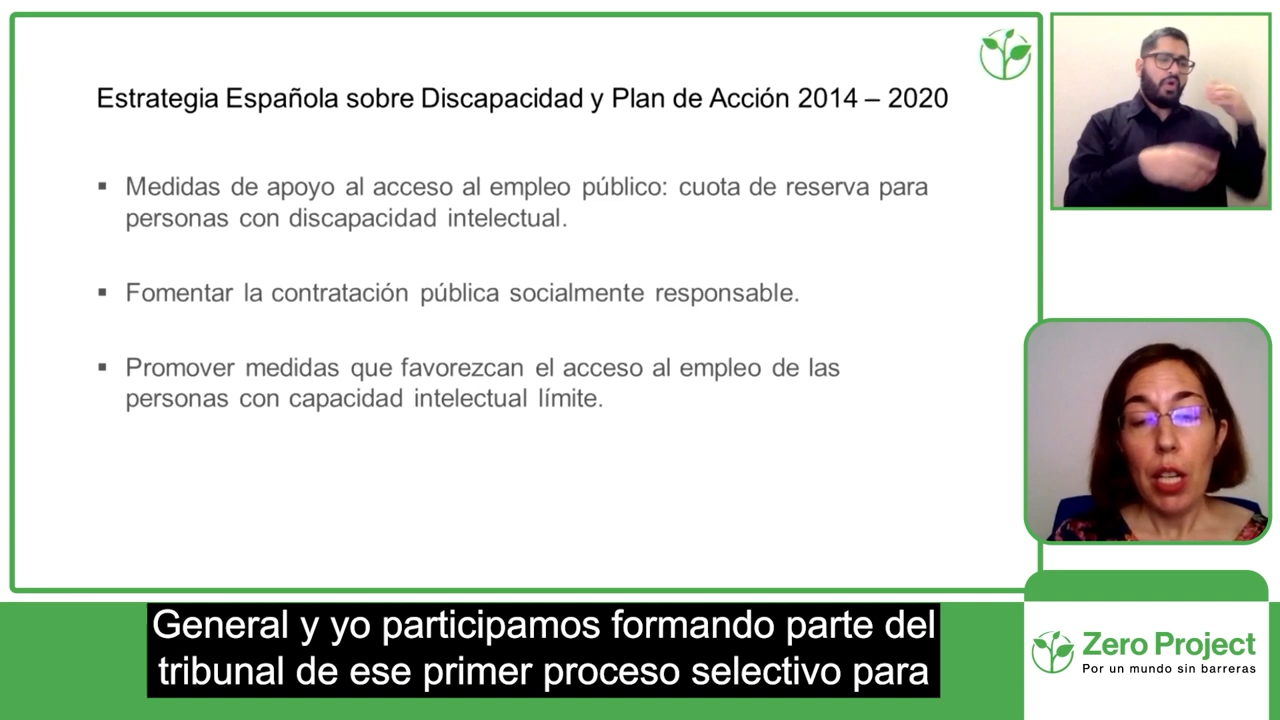 Estrategia Española sobre Discapacidad y Plan de Acción 2014 – 2020
▪ Medidas de apoyo al acceso al empleo público: cuota de reserva para
personas con discapacidad intelectual.
▪ Fomentar la contratación pública socialmente responsable.
▪ Promover medidas que favorezcan el acceso al empleo de las
personas con capacidad intelectual límite.
General y yo participamos formando parte del
tribunal de ese primer proceso selectivo para
Zero Project
Por un mundo sin barreras